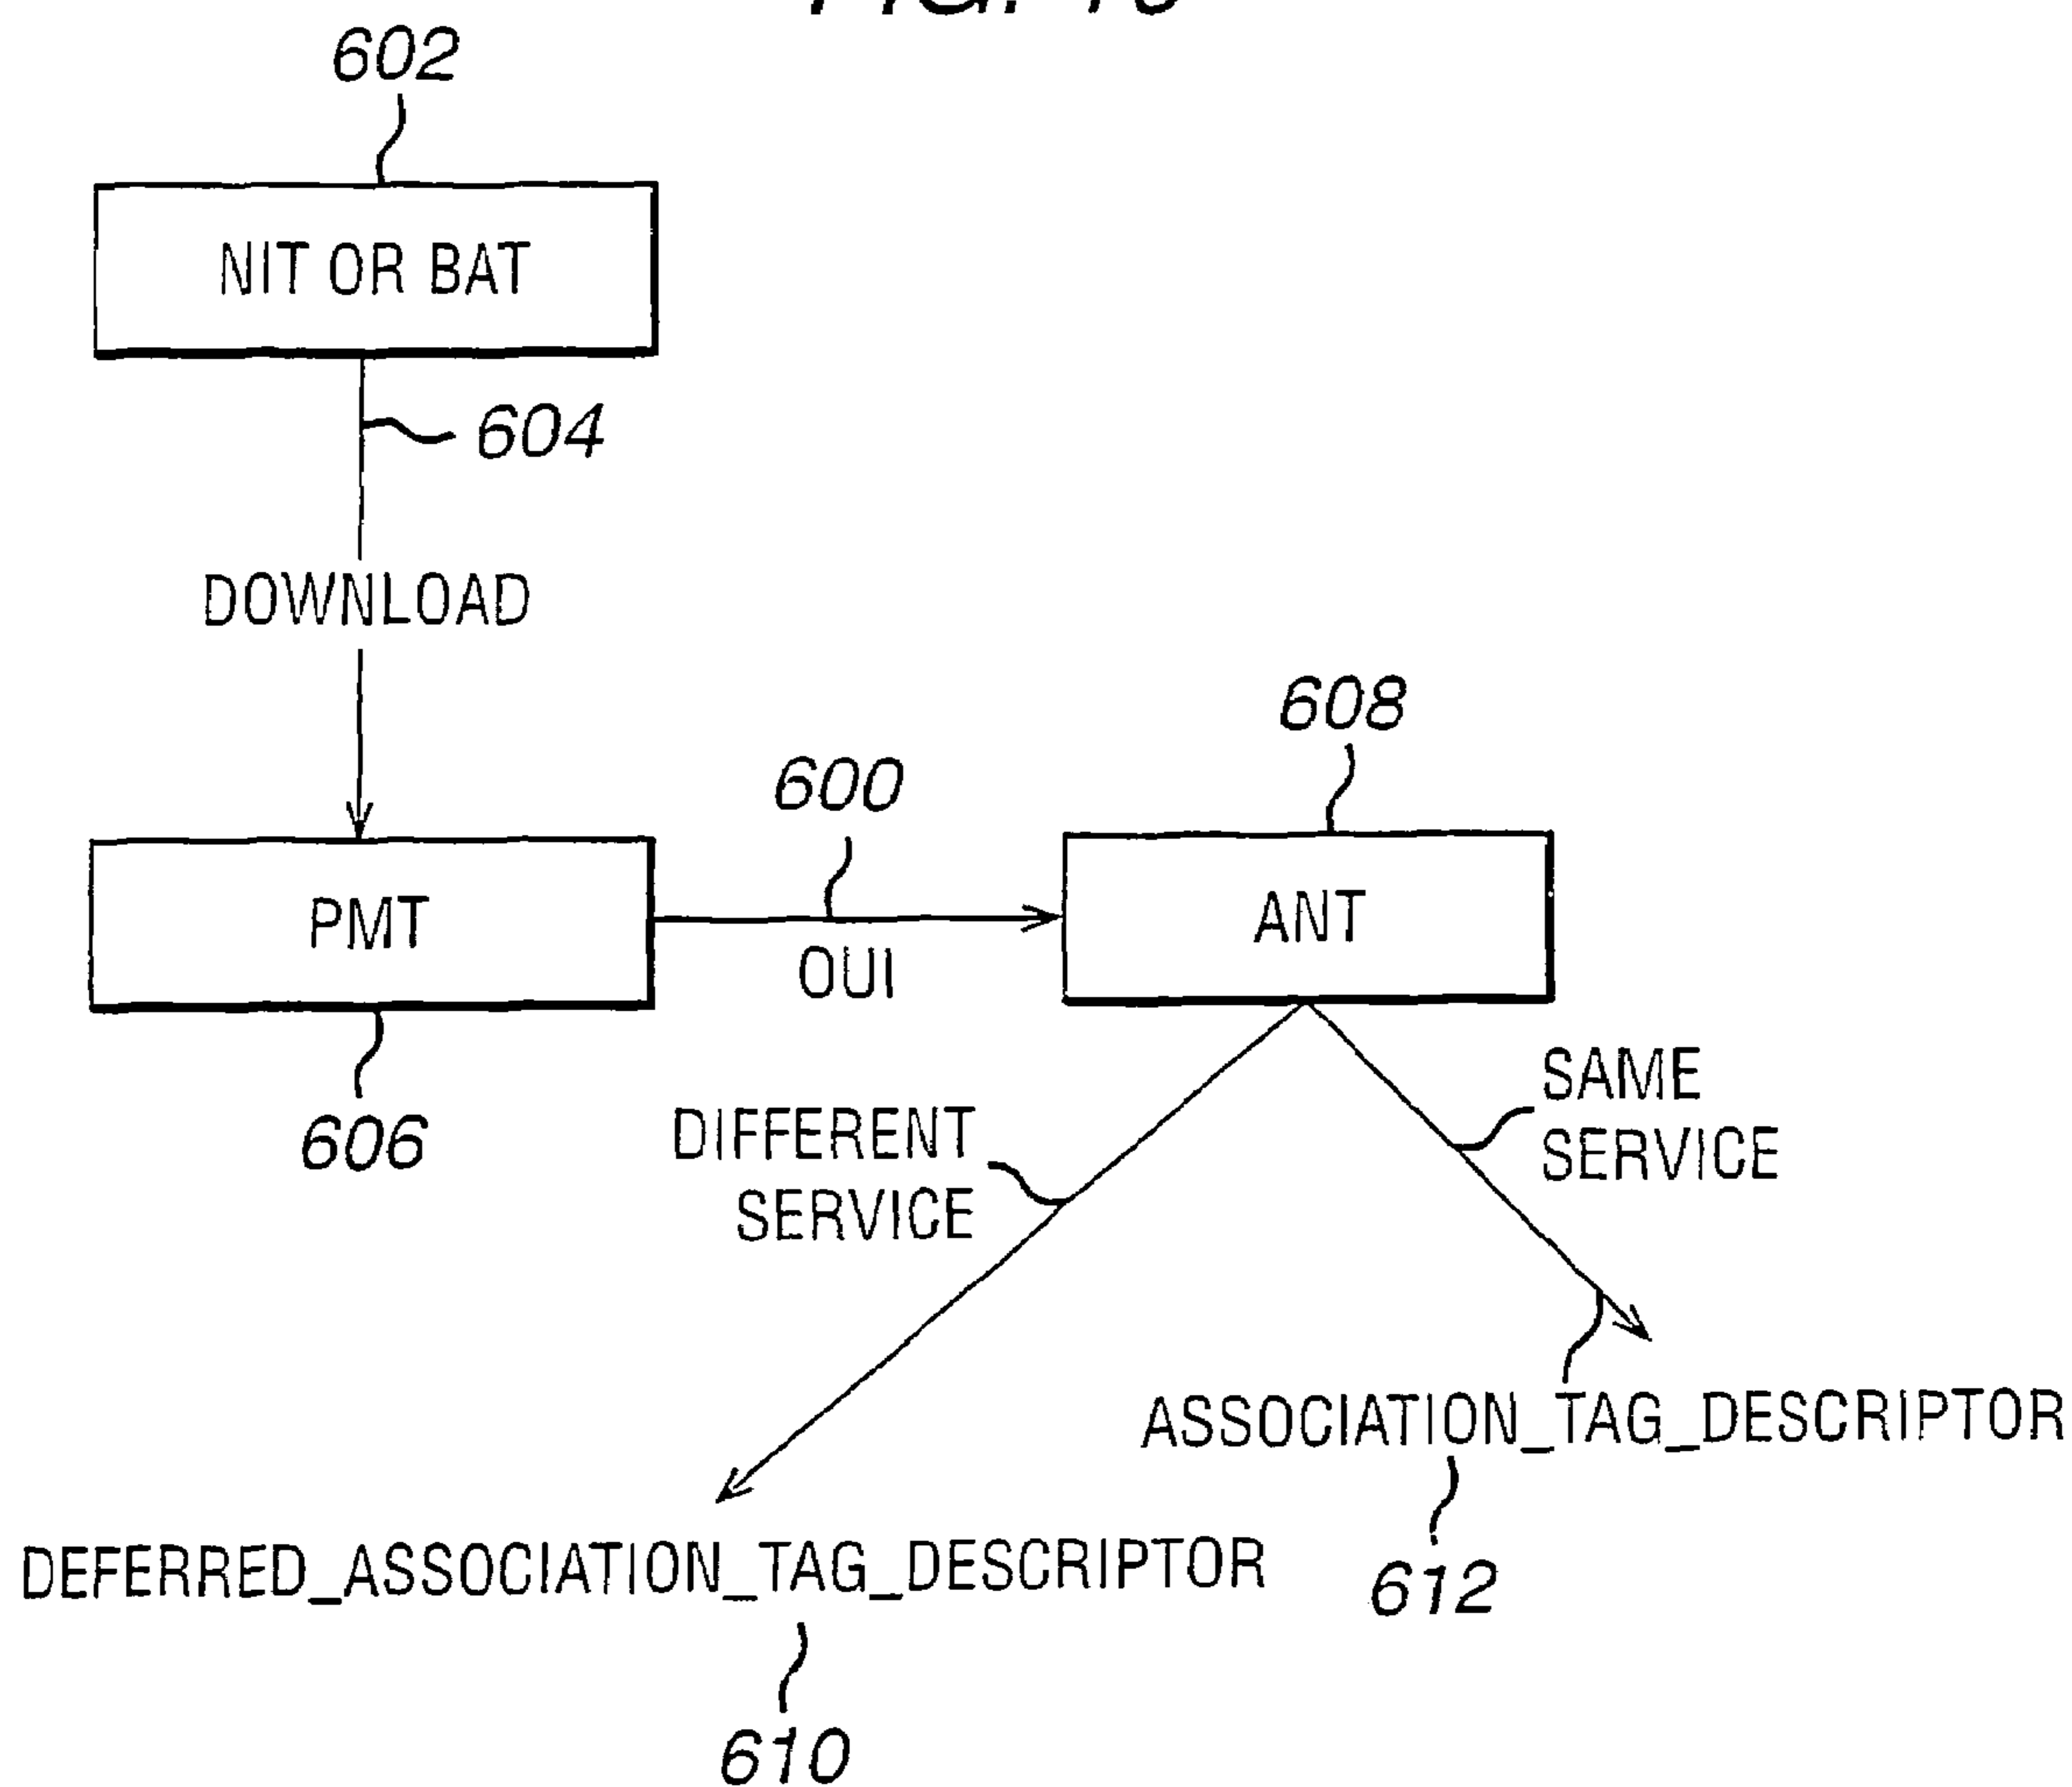 602
NIT OR BAT
604
DOWNLOAD
608
600
PMT
ANT
OUI
606
DIFFERENT
SERVICE
SAME
SERVICE
ASSOCIATION_TAG_DESCRIPTOR
612
DEFERRED_ASSOCIATION_TAG_DESCRIPTOR
610